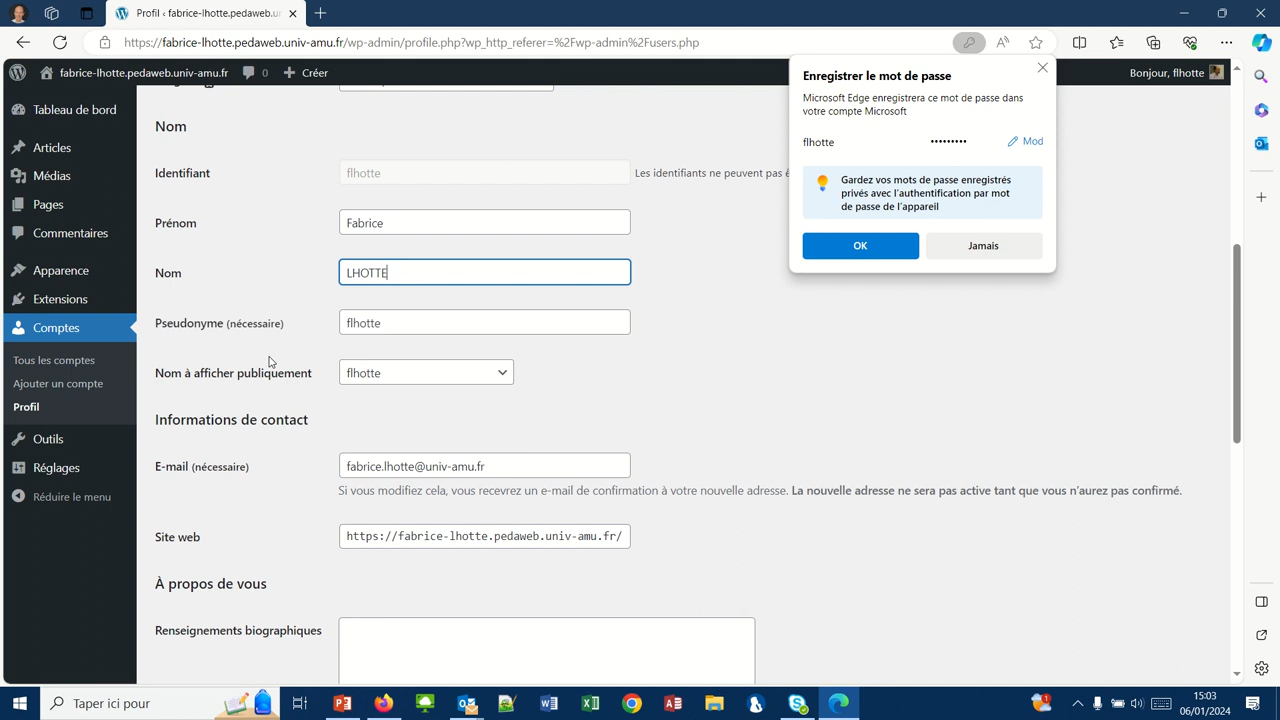 Profil ‹ fabrice-lhotte.pedaweb.un
https://fabrice-lhotte.pedaweb.univ-amu.fr/wp-admin/profile.php?wp_http_referer=%2Fwp-admin%2Fusers.php
fabrice-lhotte.pedaweb.univ-amu.fr
0
Créer
Bonjour, flhotte
Tableau de bord
Articles
Médias
Pages
Commentaires
Apparence
Extensions
Comptes
Tous les comptes
Ajouter un compte
Profil
Outils
Réglages
Réduire le menu
Nom
Identifiant
flhotte
Les identifiants ne peuvent pas ê
Prénom
Fabrice
Nom
LHOTTE
Pseudonyme (nécessaire)
flhotte
Nom à afficher publiquement
flhotte
Informations de contact
E-mail (nécessaire)
fabrice.lhotte@univ-amu.fr
Si vous modifiez cela, vous recevrez un e-mail de confirmation à votre nouvelle adresse. La nouvelle adresse ne sera pas active tant que vous n'aurez pas confirmé.
Site web
https://fabrice-lhotte.pedaweb.univ-amu.fr/
À propos de vous
Renseignements biographiques
Enregistrer le mot de passe
Microsoft Edge enregistrera ce mot de passe dans
votre compte Microsoft
flhotte
•••••••••
Mod
Gardez vos mots de passe enregistrés
privés avec l'authentification par mot
de passe de l'appareil
OK
Jamais
Taper ici pour
15:03
06/01/2024